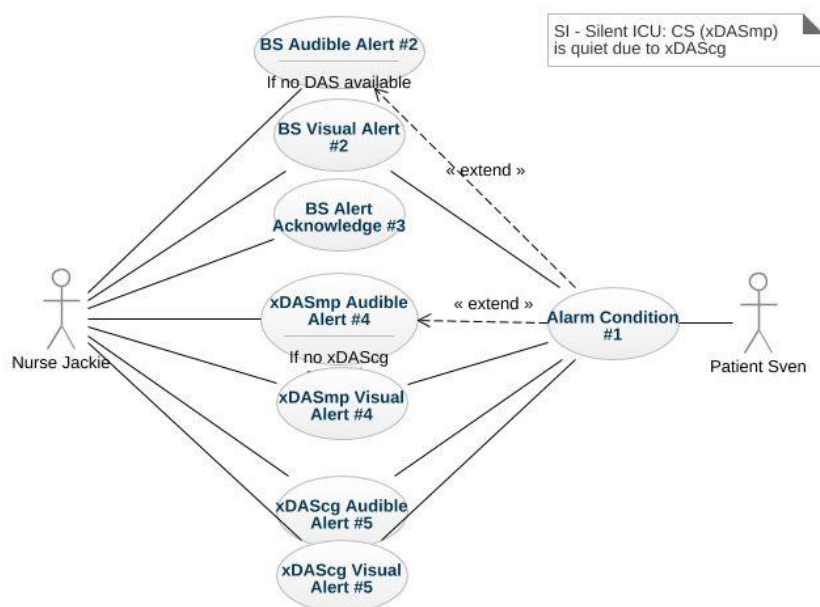 SI - Silent ICU: CS (xDASmp)
is quiet due to xDAScg
BS Audible Alert #2
If no DAS available
BS Visual Alert
#2
« extend »
BS Alert
Acknowledge #3
xDASmp Audible
Alert #4
If no xDAScg
« extend »
Alarm Condition
#1
Nurse Jackie
Patient Sven
xDASmp Visual
Alert #4
xDAScg Audible
Alert #5
xDAScg Visual
Alert #5